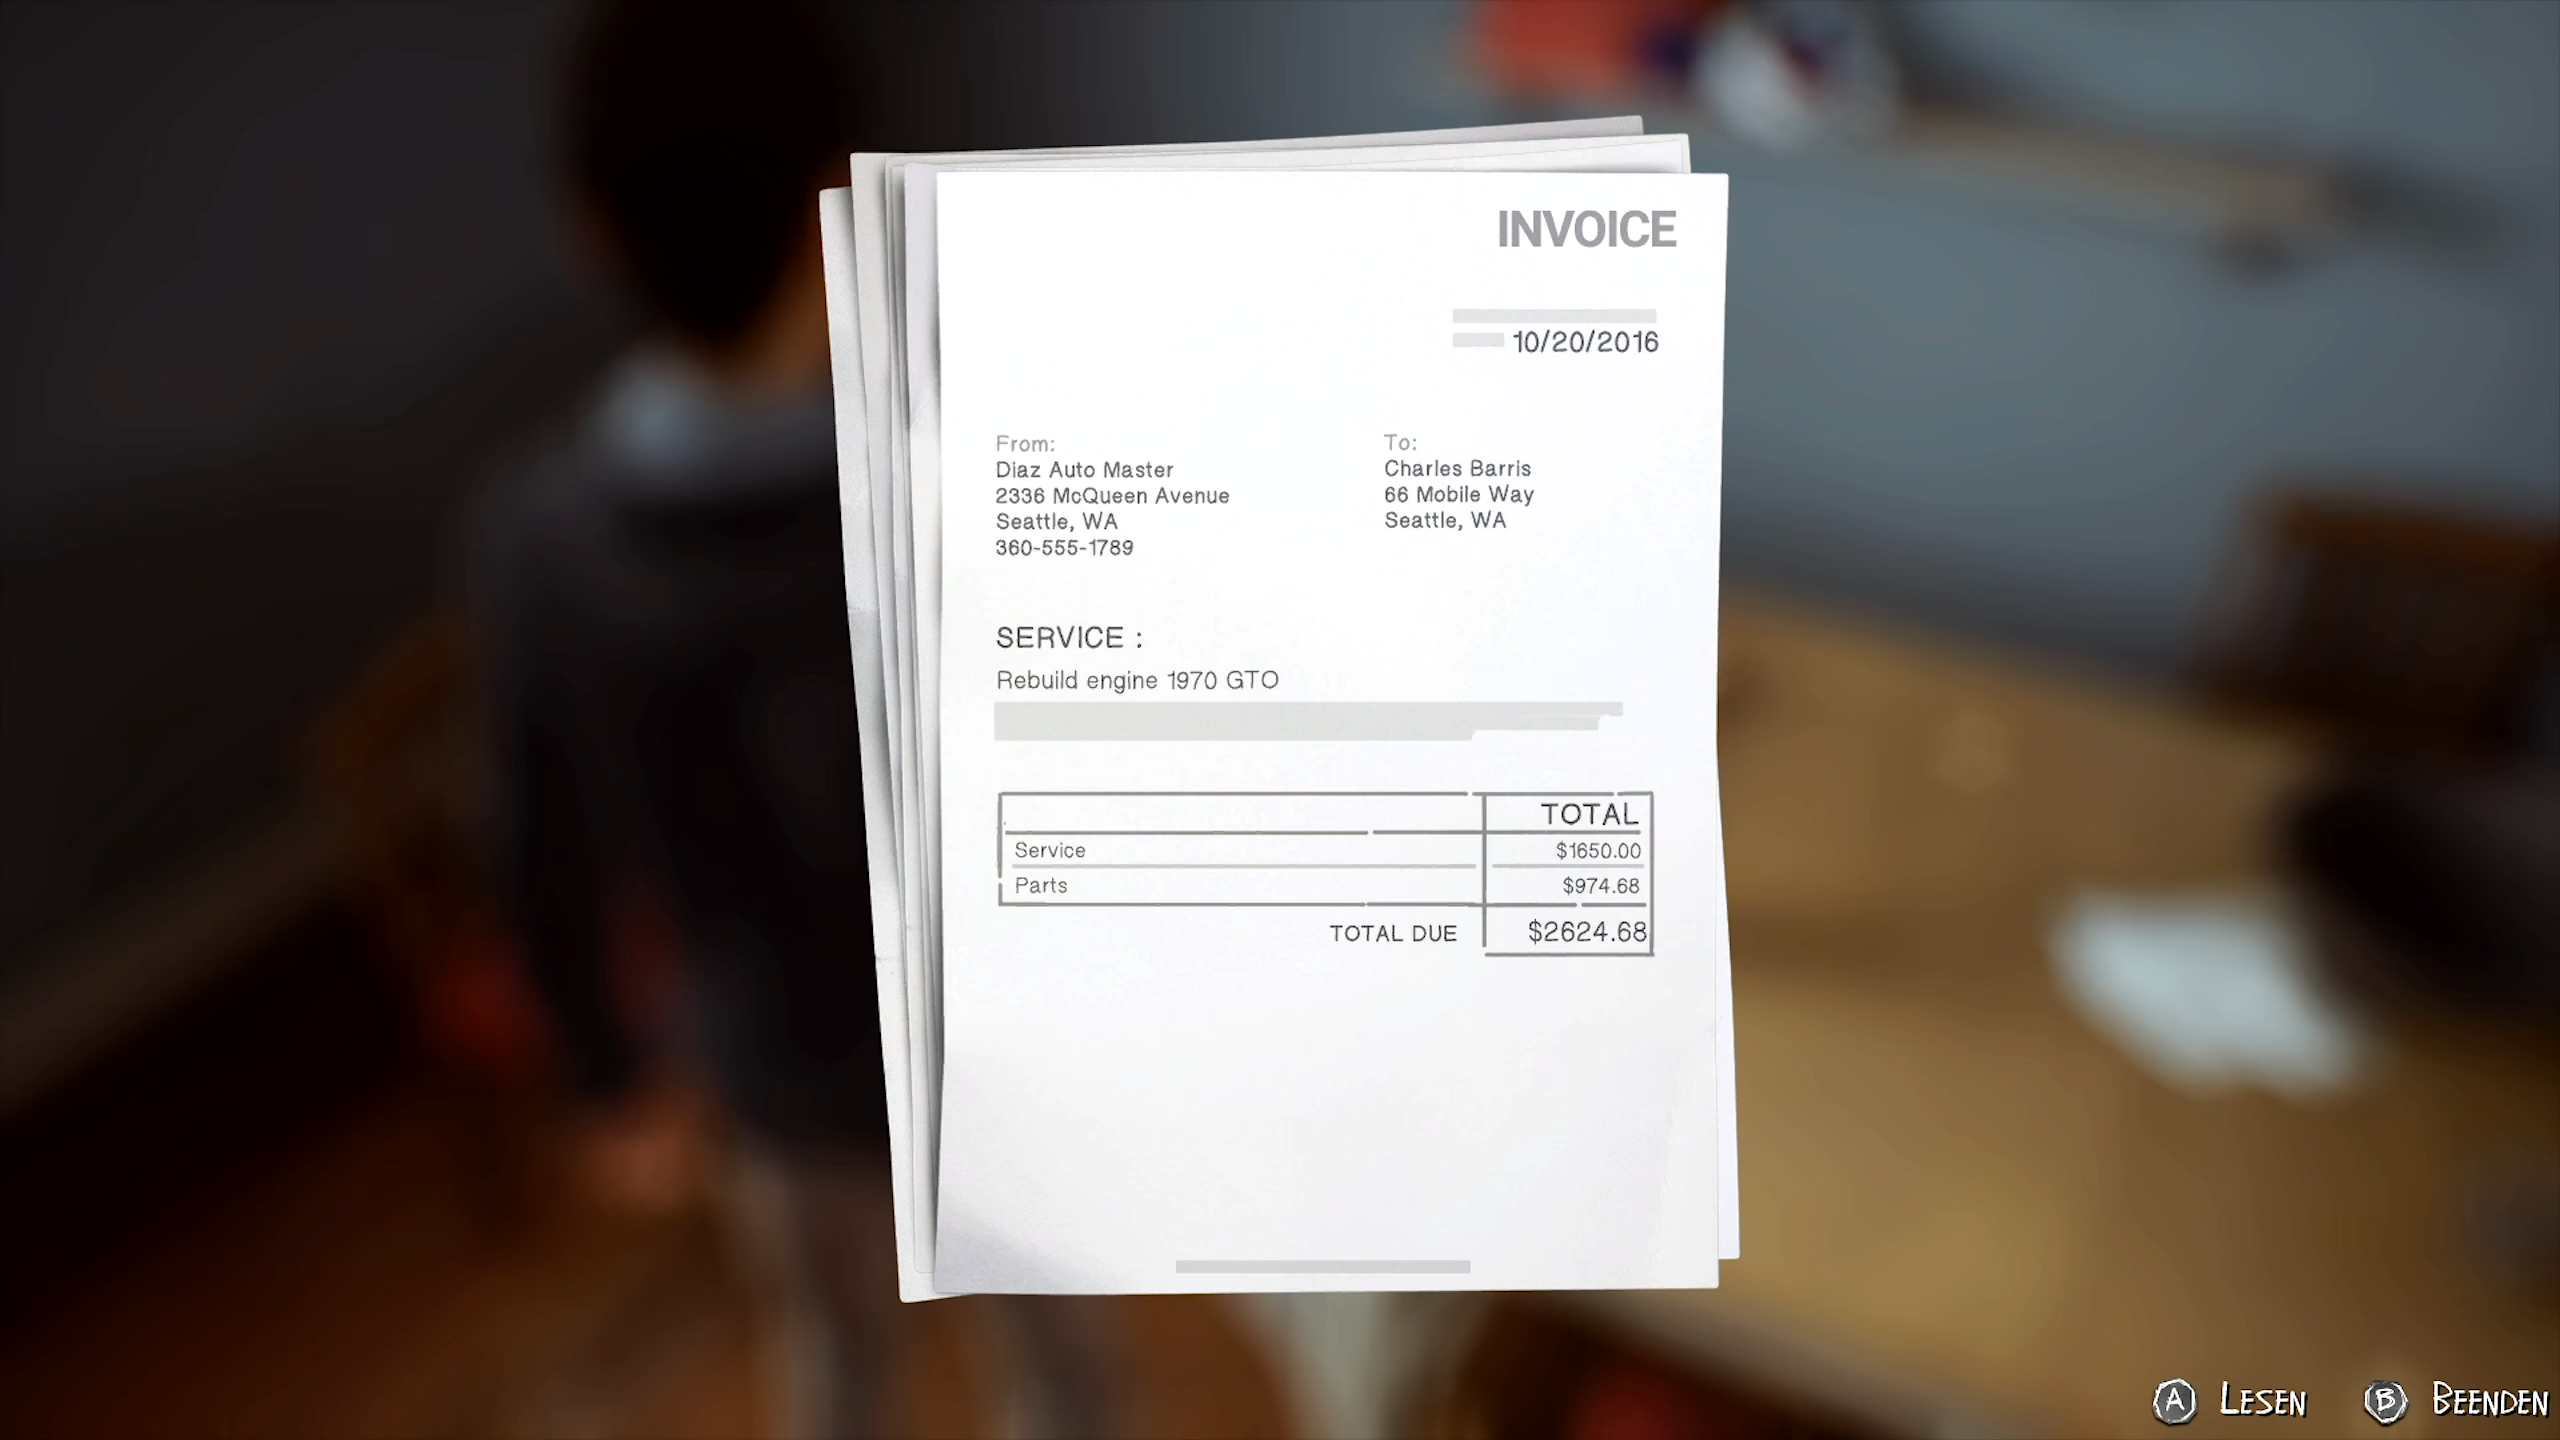 INVOICE
10/20/2016
From:
Diaz Auto Master
2336 McQueen Avenue
Seattle, WA
360-555-1789
To:
Charles Barris
66 Mobile Way
Seattle, WA
SERVICE :
Rebuild engine 1970 GTO
TOTAL
Service $1650.00
Parts $974.68
TOTAL DUE $2624.68
A LESEN B BEENDEN